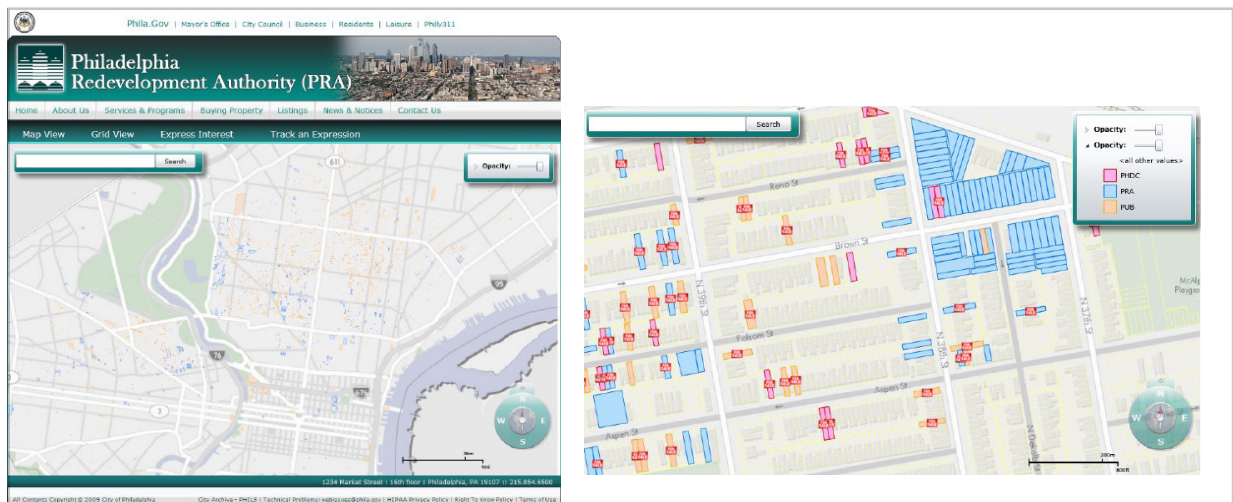 Phila.Gov | Mayor's Office | City Council | Business | Residents | Leisure | Philly311
Philadelphia
Redevelopment Authority (PRA)
Home About Us Services & Programs Buying Property Listings News & Notices Contact Us
Map View Grid View Express Interest Track an Expression
Search
Opacity:
611
95
76
676
3
N
W E
S
1234 Market Street : 16th floor : Philadelphia, PA 19107 :: 215.854.6500
All Contents Copyright © 2009 City of Philadelphia City Archive - PHILS | Technical Problems: webissues@phila.gov | HIPAA Privacy Policy | Right To Know Policy | Terms of Use
Search
Opacity:
Opacity:
<all other values>
PHDC
PRA
PUB
Reno St
Brown St
N 39th St
N 38th St
N 37th St
Folsom St
Aspen St
Aspen St
N
W E
S
200m